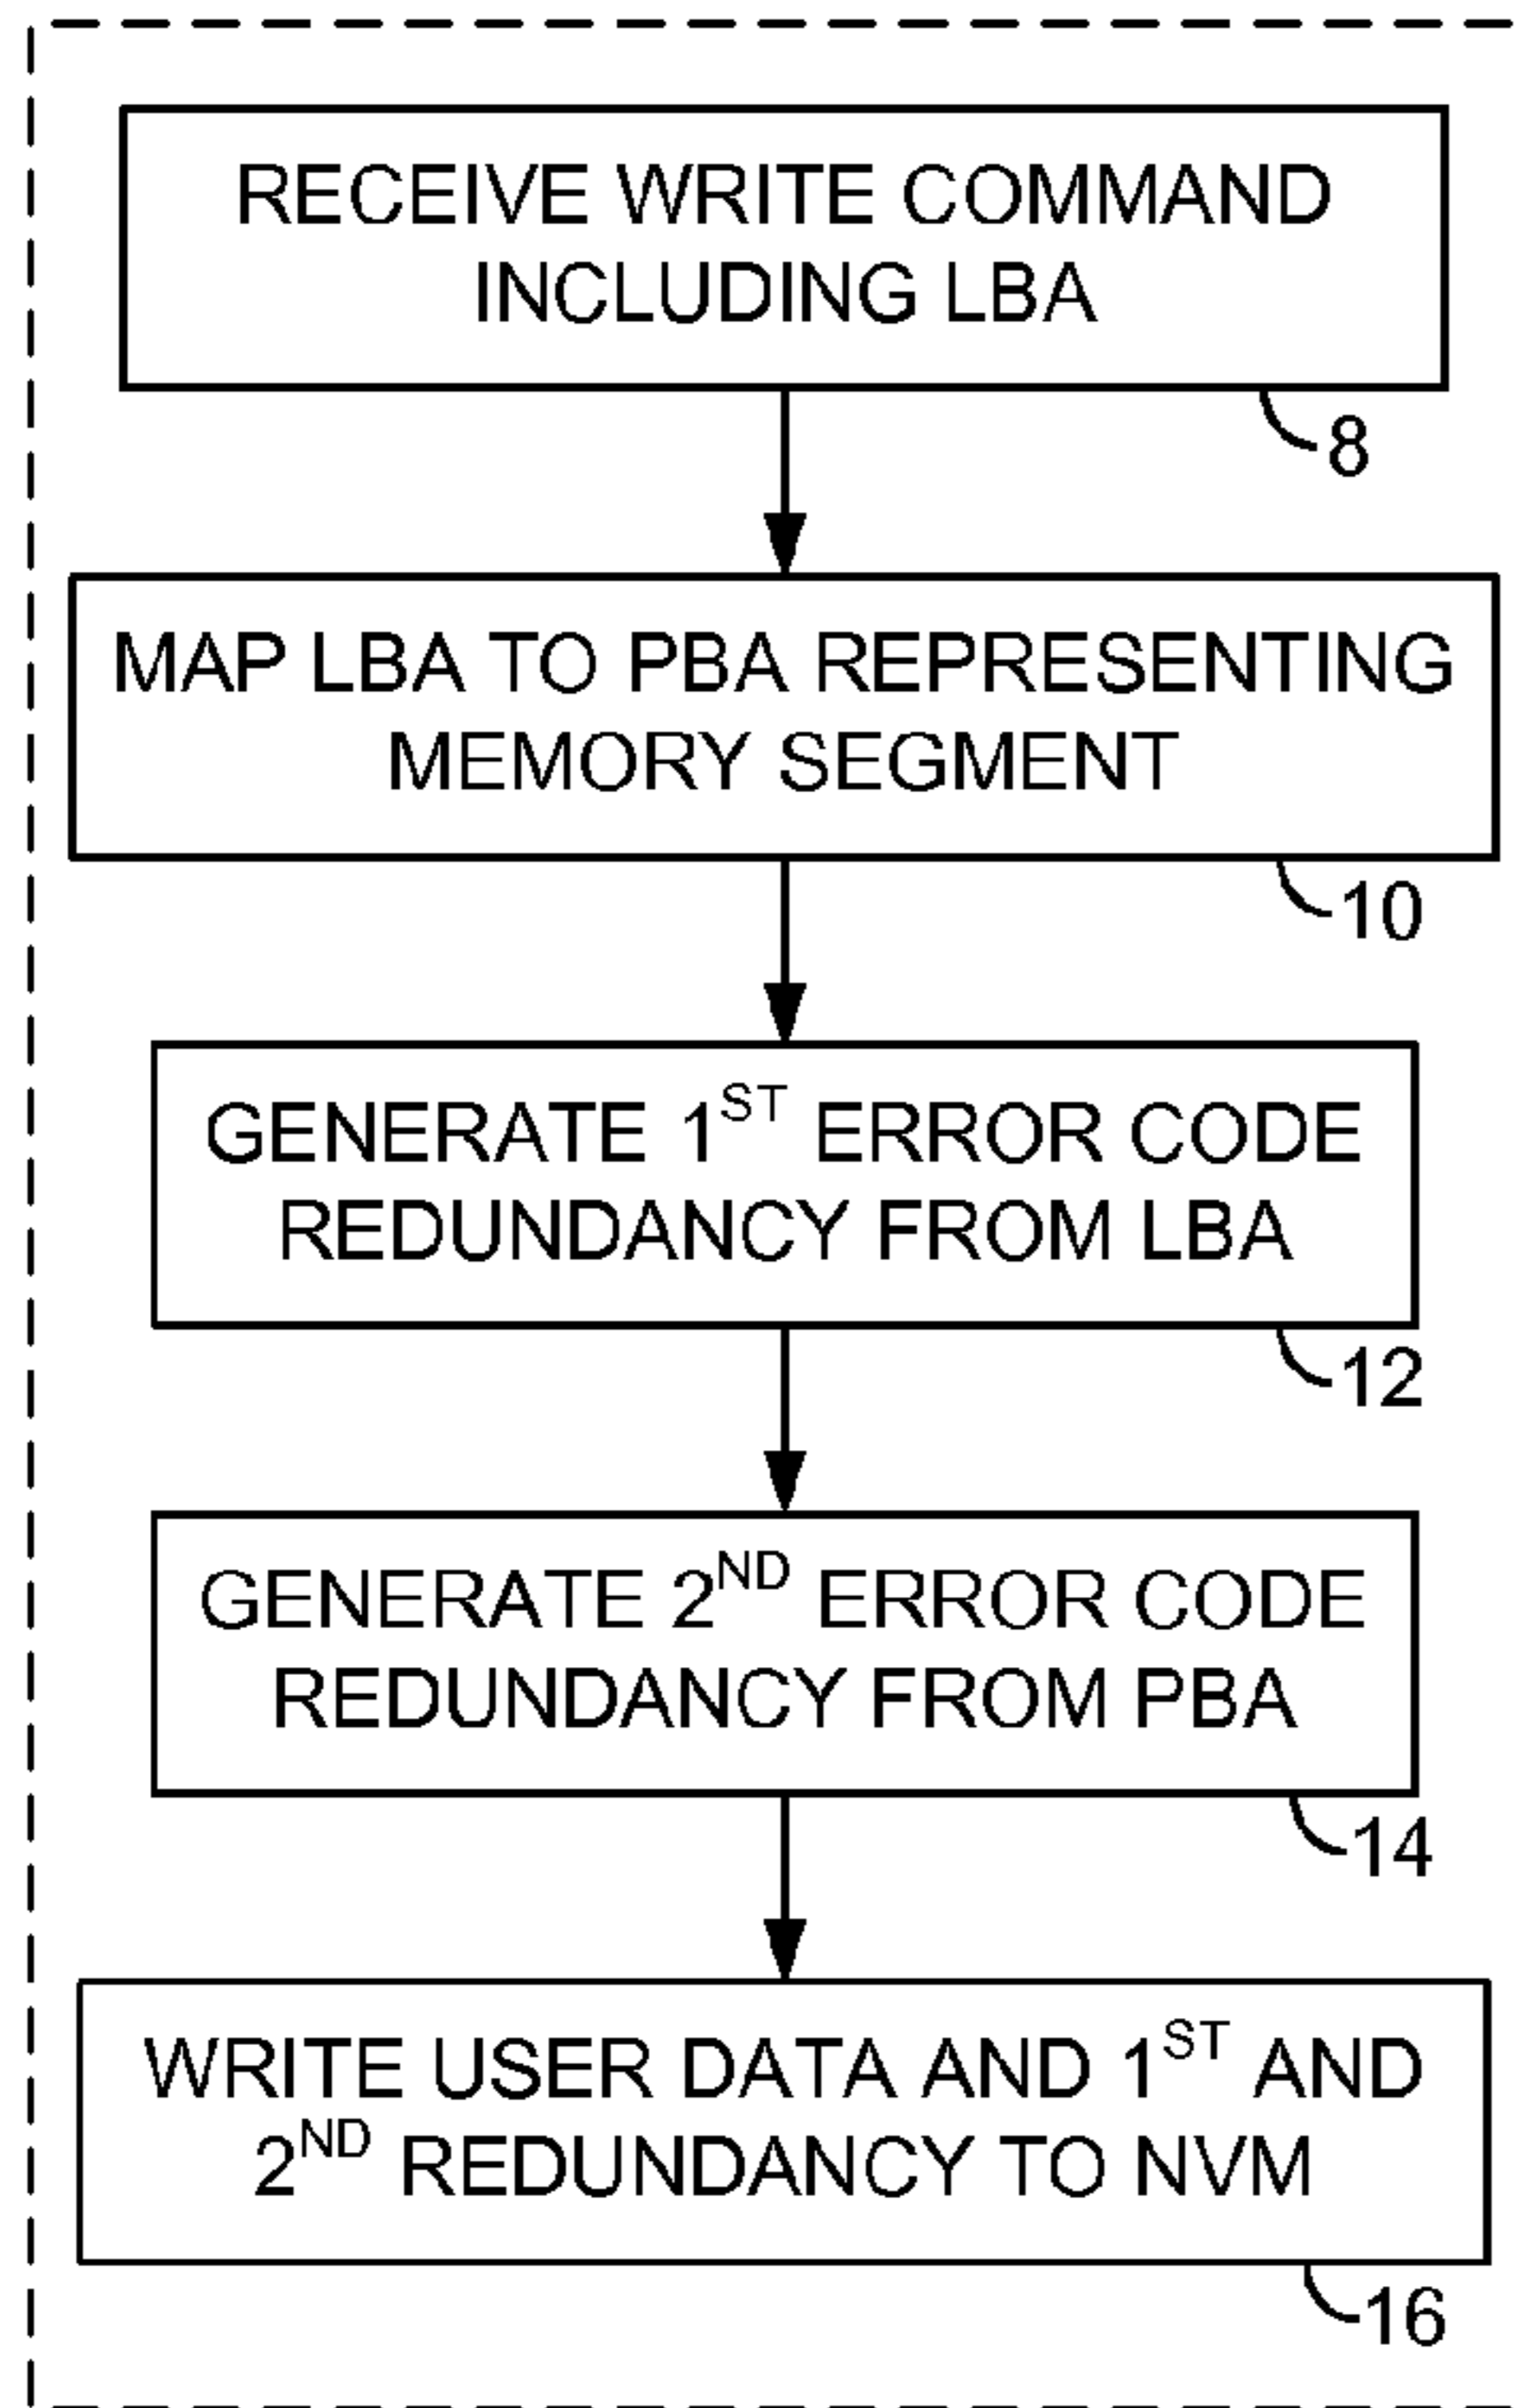 RECEIVE WRITE COMMAND
INCLUDING LBA
8
MAP LBA TO PBA REPRESENTING
MEMORY SEGMENT
10
GENERATE 1ST ERROR CODE
REDUNDANCY FROM LBA
12
GENERATE 2ND ERROR CODE
REDUNDANCY FROM PBA
14
WRITE USER DATA AND 1ST AND
2ND REDUNDANCY TO NVM
16